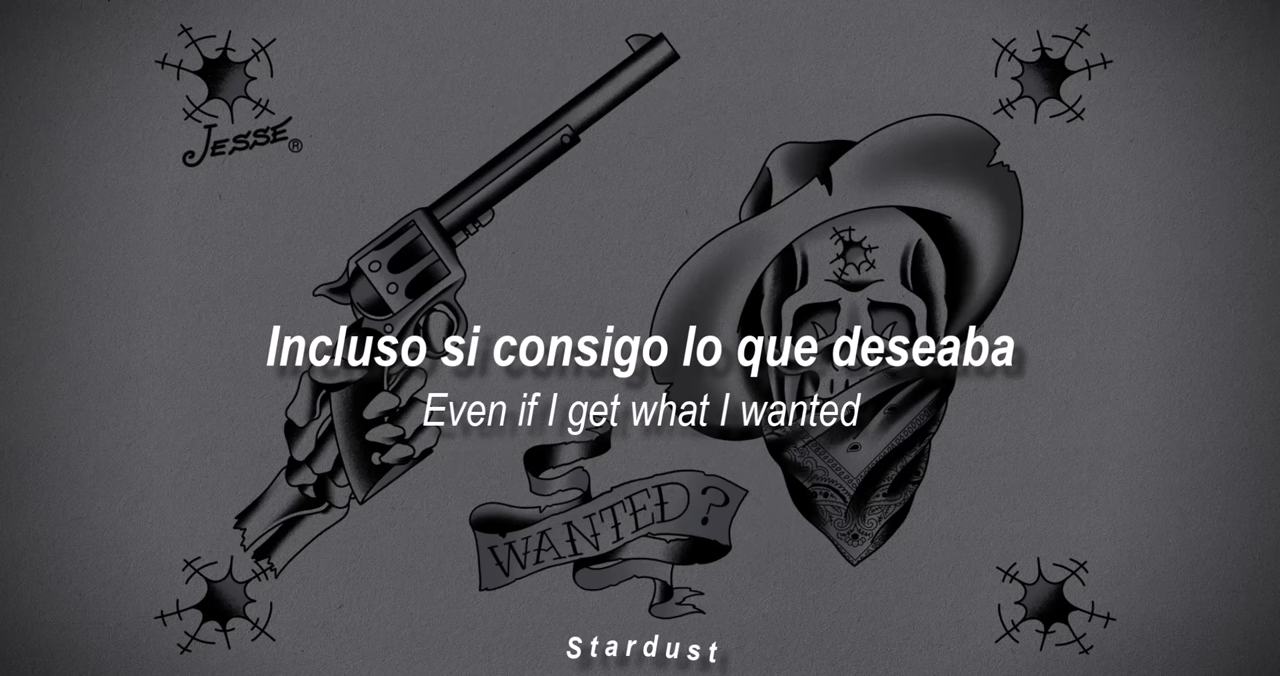 JESSE®
Incluso si consigo lo que deseaba
Even if I get what I wanted
WANTED?
Stardust